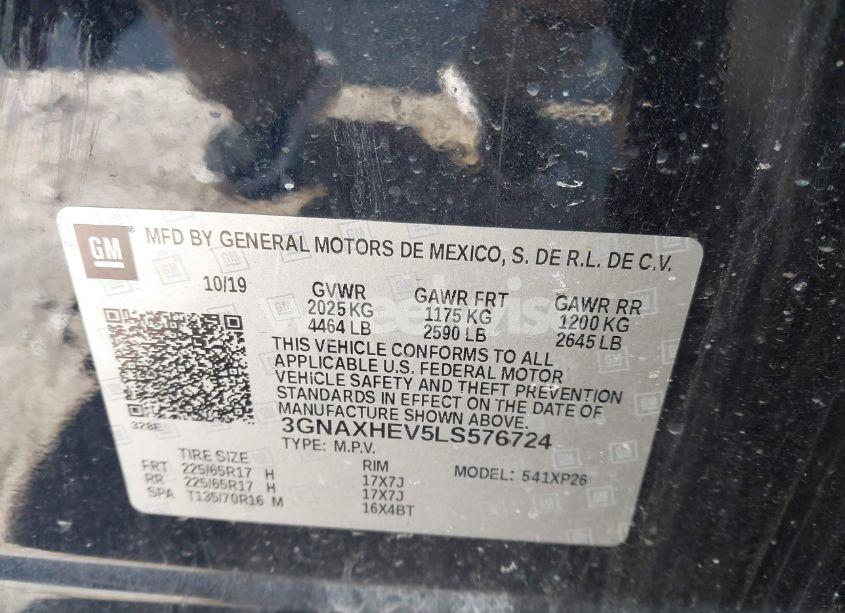 GM MFD BY GENERAL MOTORS DE MEXICO, S. DE R.L. DE C.V.
10/19 GVWR GAWR FRT GAWR RR
2025 KG 1175 KG 1200 KG
4464 LB 2590 LB 2645 LB
THIS VEHICLE CONFORMS TO ALL
APPLICABLE U.S. FEDERAL MOTOR
VEHICLE SAFETY AND THEFT PREVENTION
STANDARDS IN EFFECT ON THE DATE OF
MANUFACTURE SHOWN ABOVE.
328E 3GNAXHEV5LS576724
TYPE: M.P.V.
TIRE SIZE RIM MODEL: 541XP26
FRT 225/65R17 H 17X7J
RR 225/65R17 H 17X7J
SPA T135/70R16 M 16X4BT